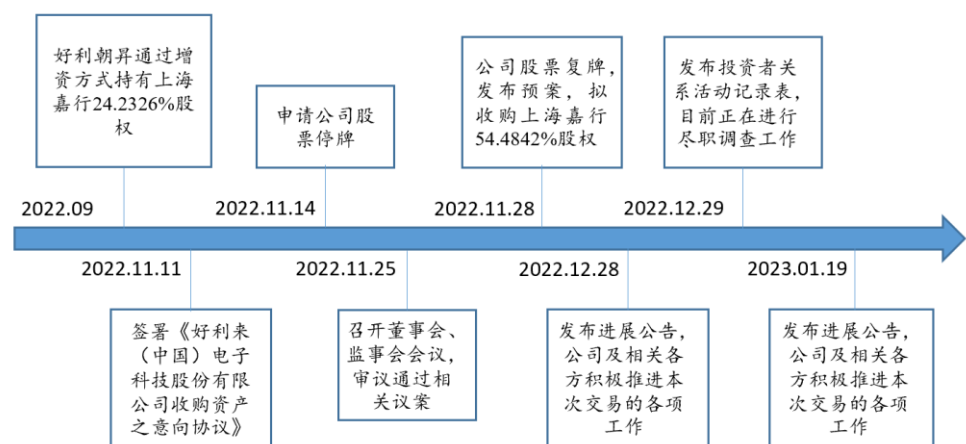 好利朝昇通过增
资方式持有上海
嘉行24.2326%股
权
申请公司股
票停牌
公司股票复牌，
发布预案，拟
收购上海嘉行
54.4842%股权
发布投资者关
系活动记录表，
目前正在进行
尽职调查工作
2022.09
2022.11.14
2022.11.28
2022.12.29
2022.11.11
2022.11.25
2022.12.28
2023.01.19
签署《好利来
（中国）电子
科技股份有限
公司收购资产
之意向协议》
召开董事会、
监事会会议，
审议通过相
关议案
发布进展公告，
公司及相关各
方积极推进本
次交易的各项
工作
发布进展公告，
公司及相关各
方积极推进本
次交易的各项
工作